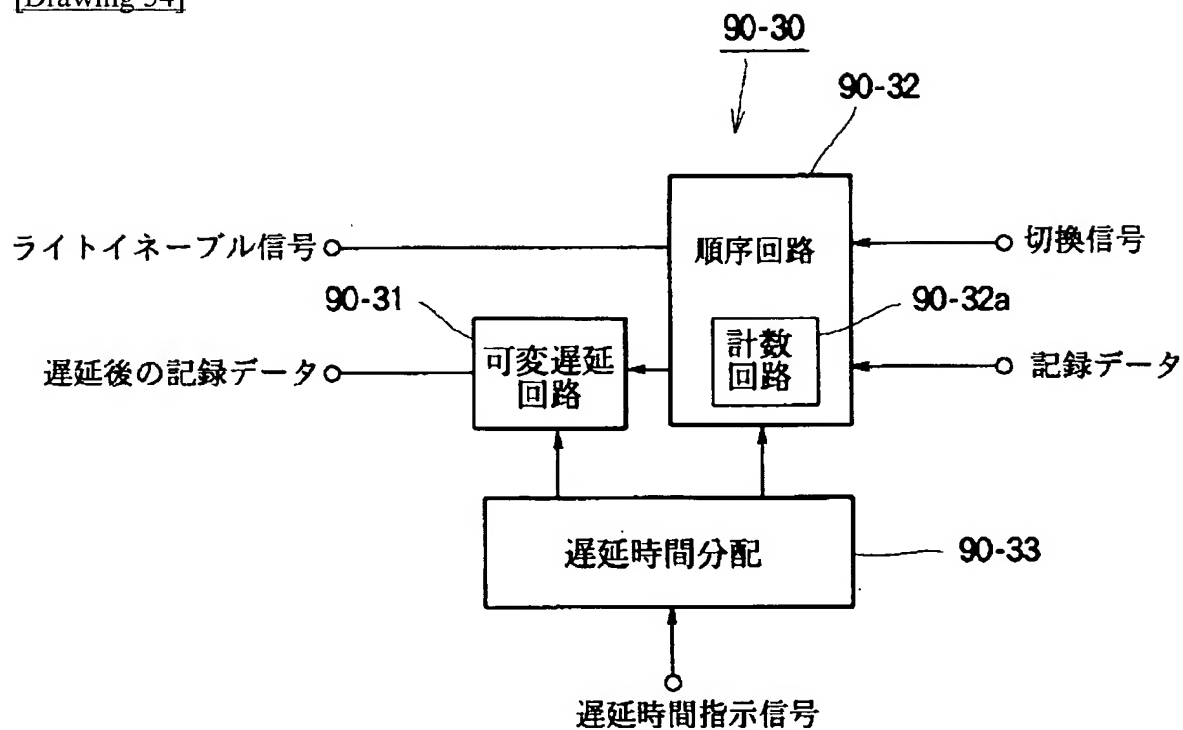 [Drawing 54]
90-30
90-32
ライトイネーブル信号
順序回路
切換信号
90-31
90-32a
遅延後の記録データ
可変遅延
回路
計数
回路
記録データ
遅延時間分配
90-33
遅延時間指示信号